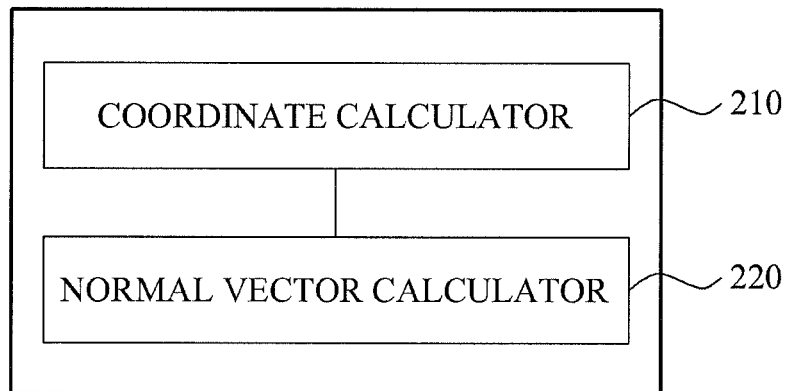 COORDINATE CALCULATOR
210
NORMAL VECTOR CALCULATOR
220